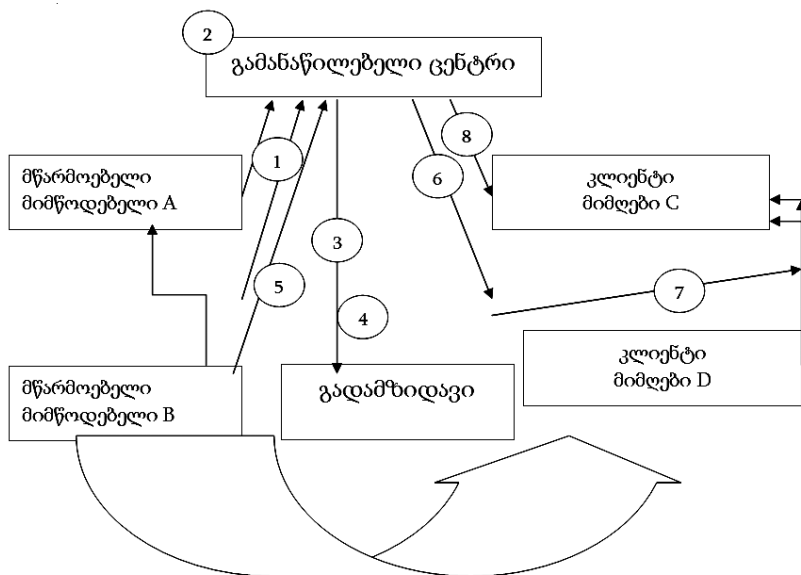 2
გამანაწილებელი ცენტრი
1
8
6
მწარმოებელი
მიმწოდებელი A
კლიენტი
მიმღები C
3
5
4
7
მწარმოებელი
მიმწოდებელი B
გადამზიდავი
კლიენტი
მიმღები D